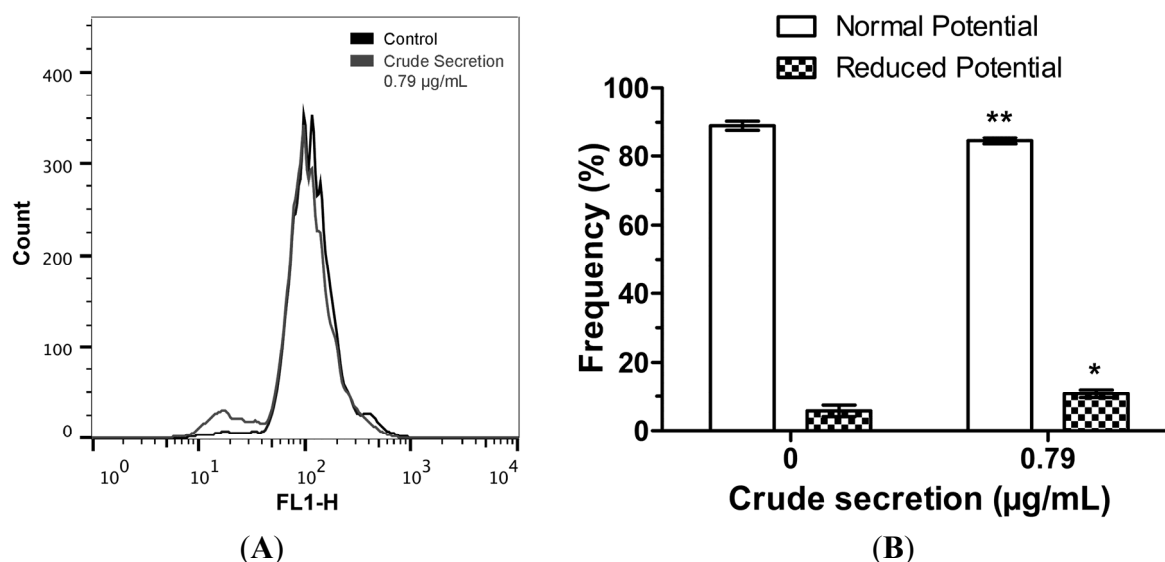 Control
Crude Secretion
0.79 µg/mL
400
300
200
100
0
Count
10^0 10^1 10^2 10^3 10^4
FL1-H
(A)
Normal Potential
Reduced Potential
100
80
60
40
20
0
Frequency (%)
**
*
0 0.79
Crude secretion (µg/mL)
(B)